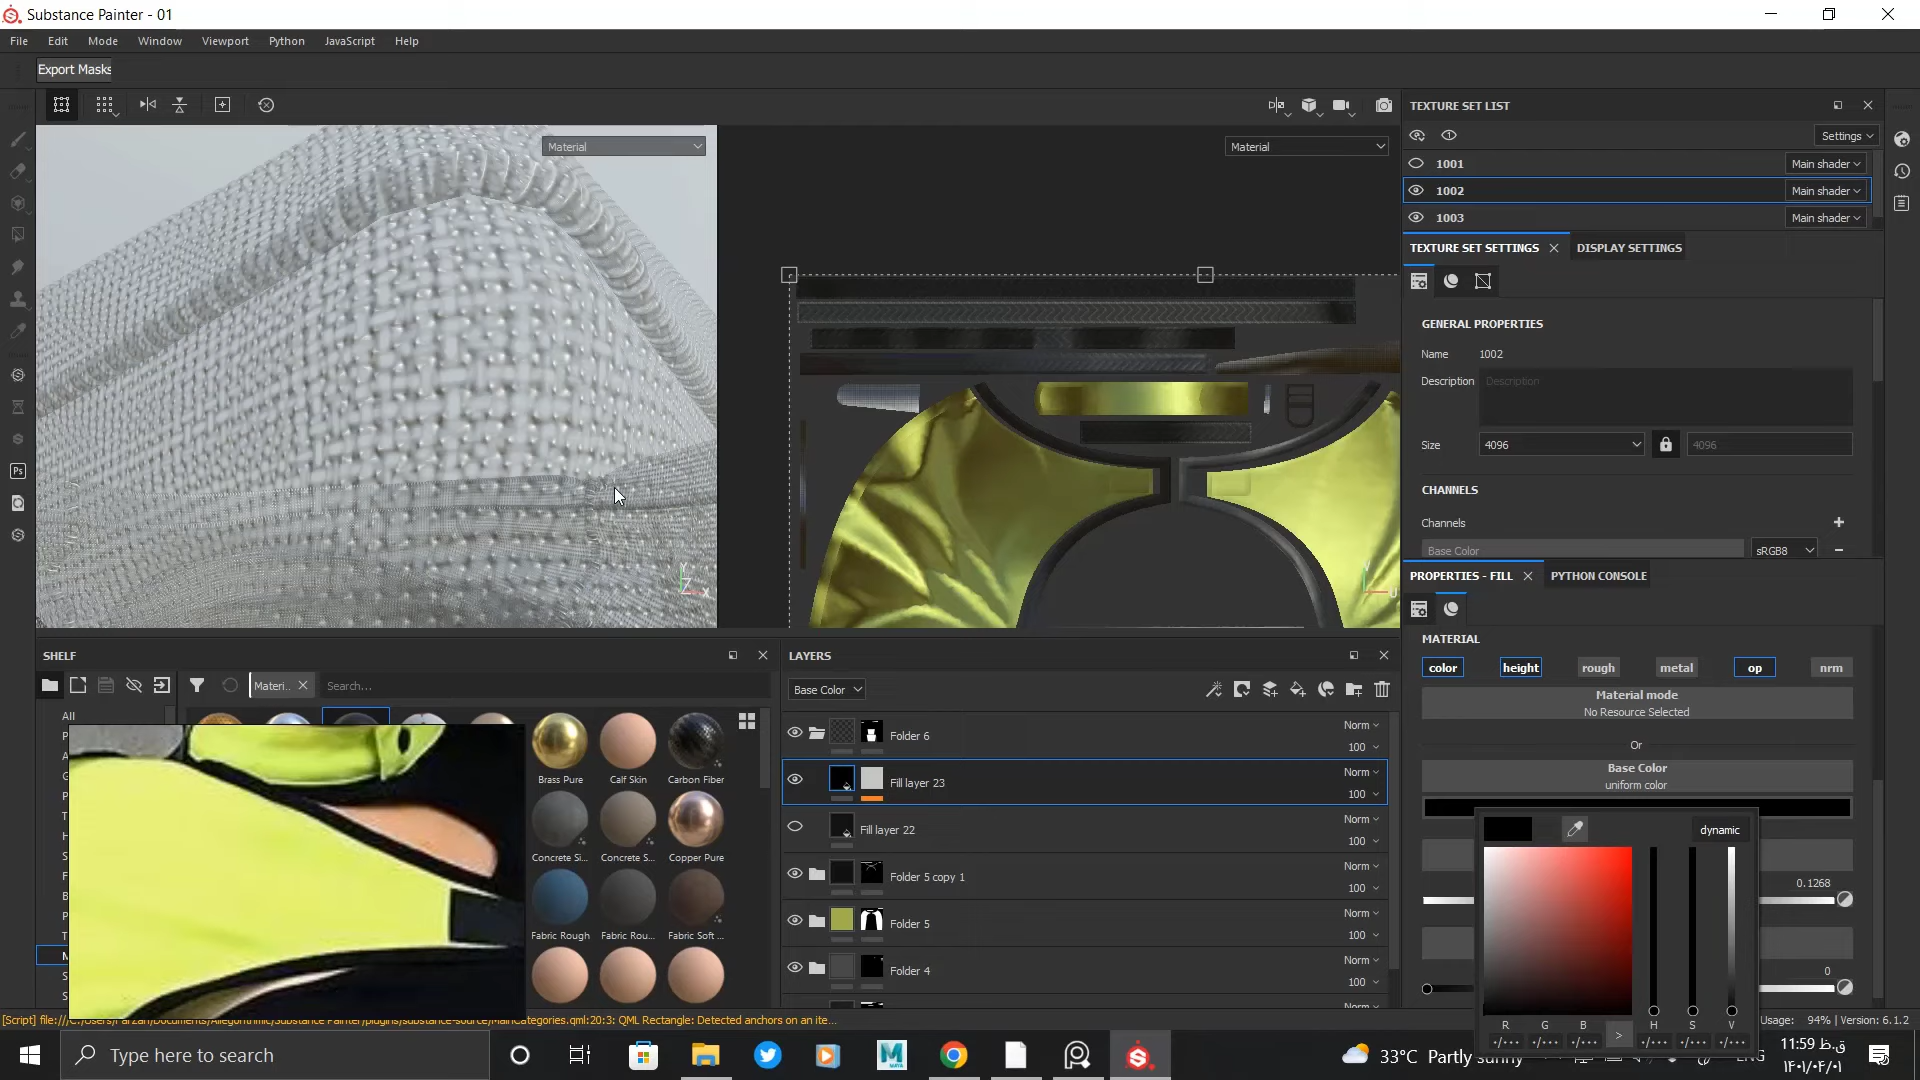 Substance Painter - 01
File Edit Mode Window Viewport Python JavaScript Help
Export Masks
Material
Material
TEXTURE SET LIST
Settings
1001 Main shader
1002 Main shader
1003 Main shader
TEXTURE SET SETTINGS DISPLAY SETTINGS
GENERAL PROPERTIES
Name 1002
Description Description
Size 4096 4096
CHANNELS
Channels
Base Color sRGB8
PROPERTIES - FILL PYTHON CONSOLE
MATERIAL
color height rough metal op nrm
Material mode
No Resource Selected
Or
Base Color
uniform color
dynamic
0.1268
0
R G B > H S V
SHELF
Materi.. Search...
All
Brass Pure Calf Skin Carbon Fiber
Concrete Si... Concrete S... Copper Pure
Fabric Rough Fabric Rou... Fabric Soft ...
LAYERS
Base Color
Folder 6 Norm 100
Fill layer 23 Norm 100
Fill layer 22 Norm 100
Folder 5 copy 1 Norm 100
Folder 5 Norm 100
Folder 4 Norm 100
Ps
Usage: 94% | Version: 6.1.2
Type here to search
33°C Partly sunny
11:59 ق.ظ
۱۴۰۱/۰۴/۰۱